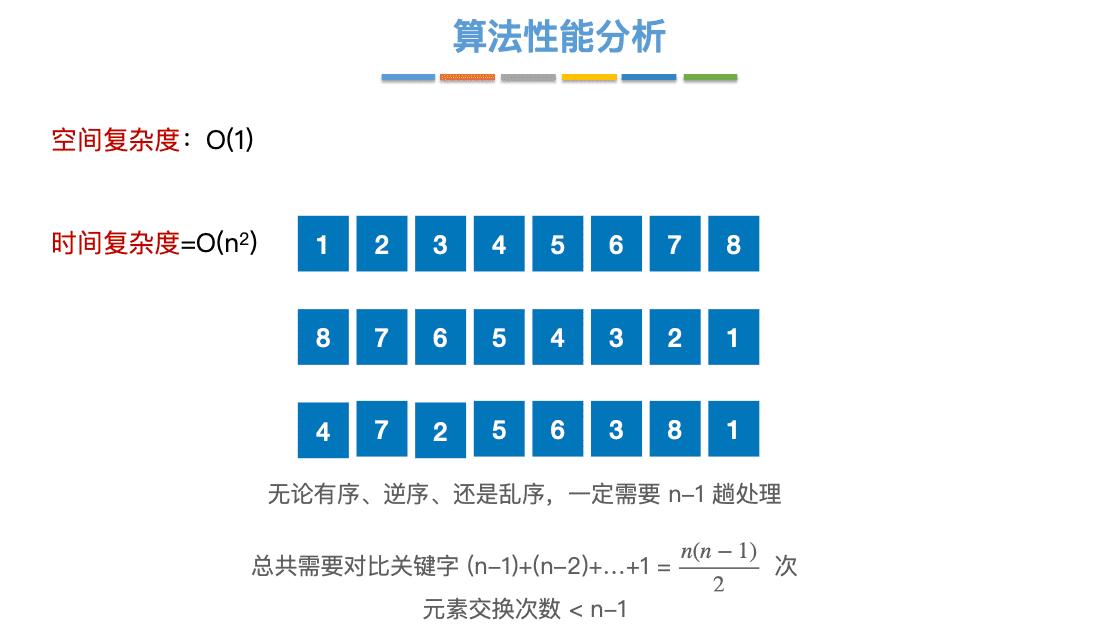 算法性能分析
空间复杂度：O(1)
时间复杂度=O(n²)
1 2 3 4 5 6 7 8
8 7 6 5 4 3 2 1
4 7 2 5 6 3 8 1
无论有序、逆序、还是乱序，一定需要 n–1 趟处理
总共需要对比关键字 (n–1)+(n–2)+…+1 = n(n − 1)/2 次
元素交换次数 < n–1